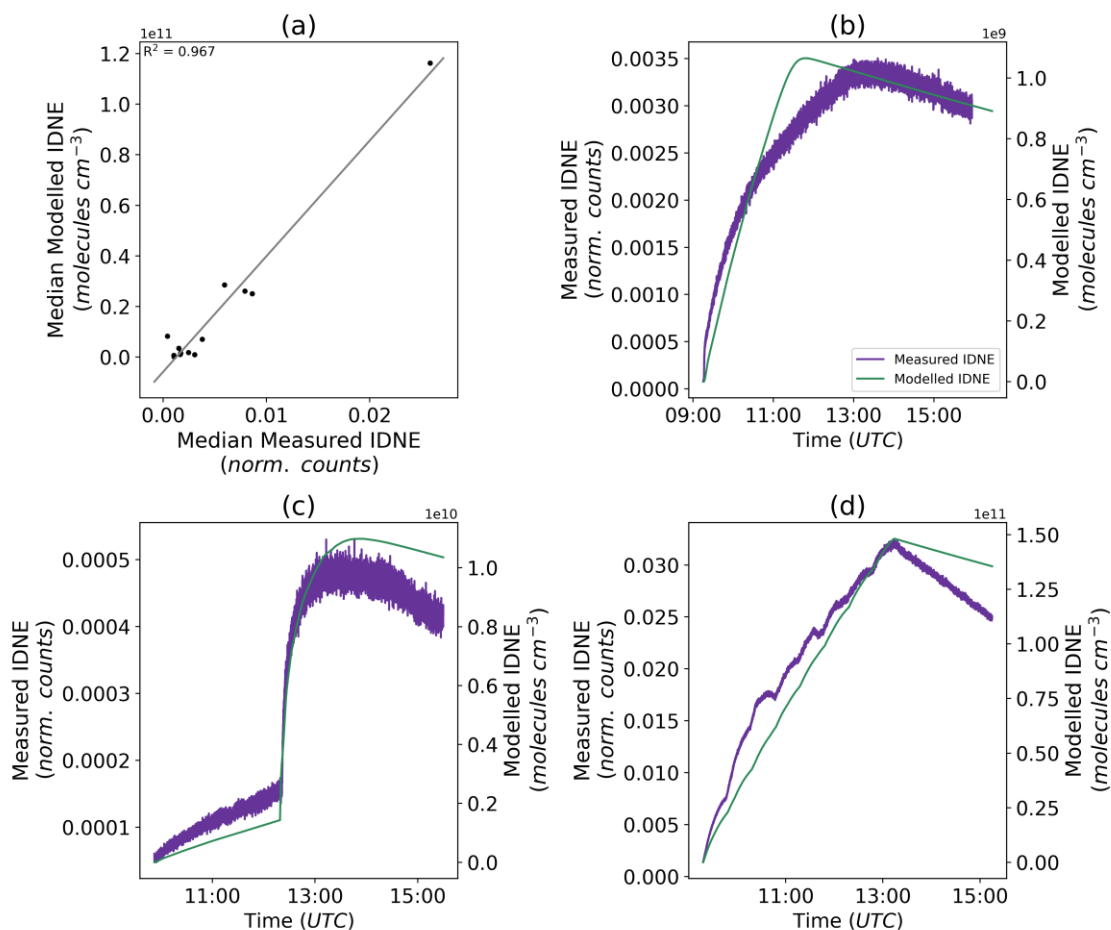 (a)
1e11
R² = 0.967
1.2
1.0
0.8
0.6
0.4
0.2
0.0
Median Modelled IDNE
(molecules cm⁻³)
0.00
0.01
0.02
Median Measured IDNE
(norm. counts)
(b)
1e9
0.0035
0.0030
0.0025
0.0020
0.0015
0.0010
0.0005
0.0000
Measured IDNE
(norm. counts)
1.0
0.8
0.6
0.4
0.2
0.0
Modelled IDNE
(molecules cm⁻³)
Measured IDNE
Modelled IDNE
09:00
11:00
13:00
15:00
Time (UTC)
(c)
1e10
0.0005
0.0004
0.0003
0.0002
0.0001
Measured IDNE
(norm. counts)
1.0
0.8
0.6
0.4
0.2
0.0
Modelled IDNE
(molecules cm⁻³)
11:00
13:00
15:00
Time (UTC)
(d)
1e11
0.030
0.025
0.020
0.015
0.010
0.005
0.000
Measured IDNE
(norm. counts)
1.50
1.25
1.00
0.75
0.50
0.25
0.00
Modelled IDNE
(molecules cm⁻³)
11:00
13:00
15:00
Time (UTC)